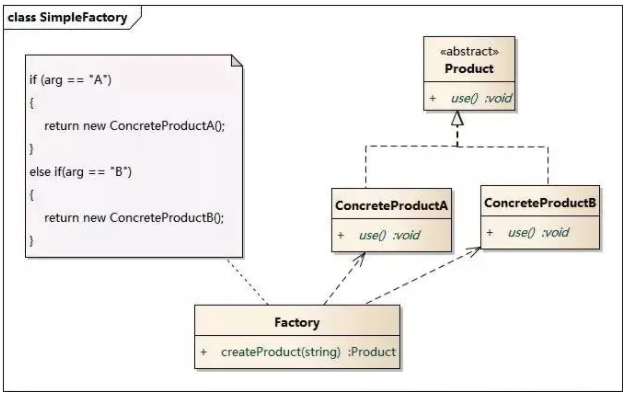 class SimpleFactory
if (arg == "A")
{
return new ConcreteProductA();
}
else if(arg == "B")
{
return new ConcreteProductB();
}
«abstract»
Product
+ use() :void
ConcreteProductA
+ use() :void
ConcreteProductB
+ use() :void
Factory
+ createProduct(string) :Product